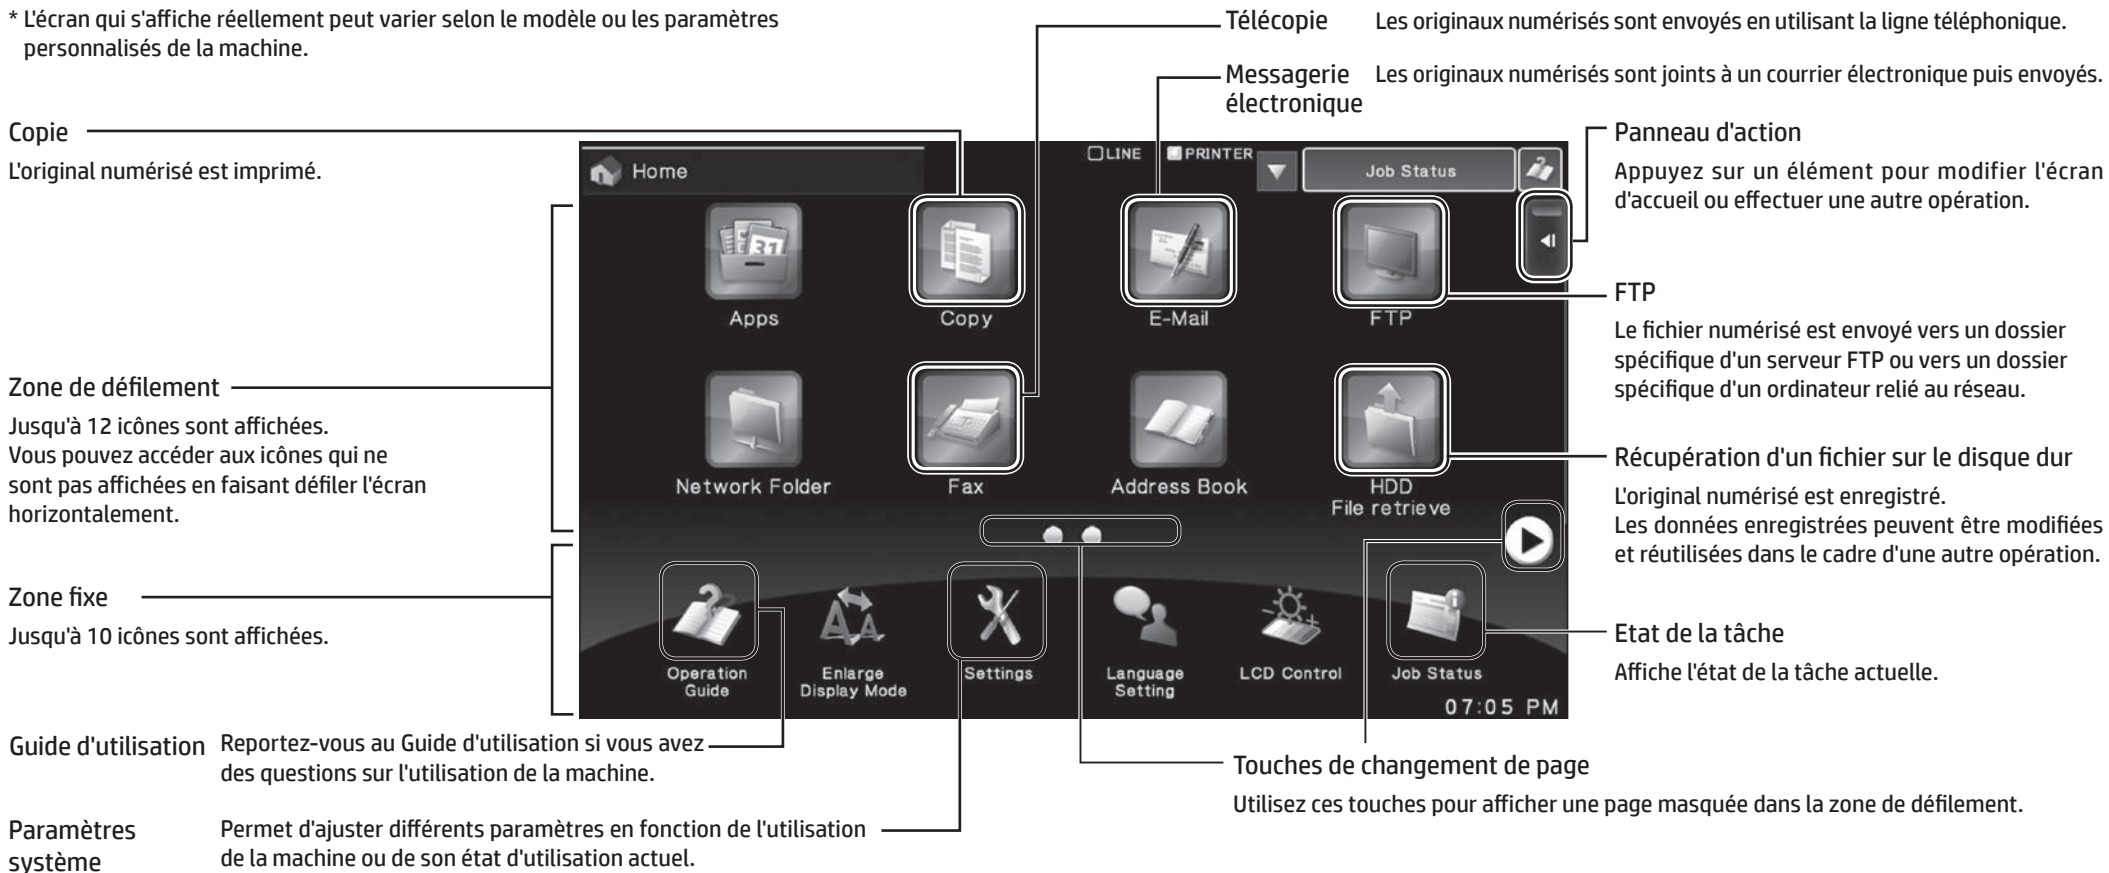 * L'écran qui s'affiche réellement peut varier selon le modèle ou les paramètres
personnalisés de la machine.
Télécopie Les originaux numérisés sont envoyés en utilisant la ligne téléphonique.
Messagerie
électronique
Les originaux numérisés sont joints à un courrier électronique puis envoyés.
Copie
L'original numérisé est imprimé.
Zone de défilement
Jusqu'à 12 icônes sont affichées.
Vous pouvez accéder aux icônes qui ne
sont pas affichées en faisant défiler l'écran
horizontalement.
Zone fixe
Jusqu'à 10 icônes sont affichées.
Home
LINE PRINTER
Job Status
31
Apps Copy E-Mail FTP
Network Folder Fax Address Book HDD
File retrieve
Operation
Guide
Enlarge
Display Mode
Settings
Language
Setting
LCD Control
Job Status
07:05 PM
Panneau d'action
Appuyez sur un élément pour modifier l'écran
d'accueil ou effectuer une autre opération.
FTP
Le fichier numérisé est envoyé vers un dossier
spécifique d'un serveur FTP ou vers un dossier
spécifique d'un ordinateur relié au réseau.
Récupération d'un fichier sur le disque dur
L'original numérisé est enregistré.
Les données enregistrées peuvent être modifiées
et réutilisées dans le cadre d'une autre opération.
Etat de la tâche
Affiche l'état de la tâche actuelle.
Guide d'utilisation Reportez-vous au Guide d'utilisation si vous avez
des questions sur l'utilisation de la machine.
Paramètres
système
Permet d'ajuster différents paramètres en fonction de l'utilisation
de la machine ou de son état d'utilisation actuel.
Touches de changement de page
Utilisez ces touches pour afficher une page masquée dans la zone de défilement.